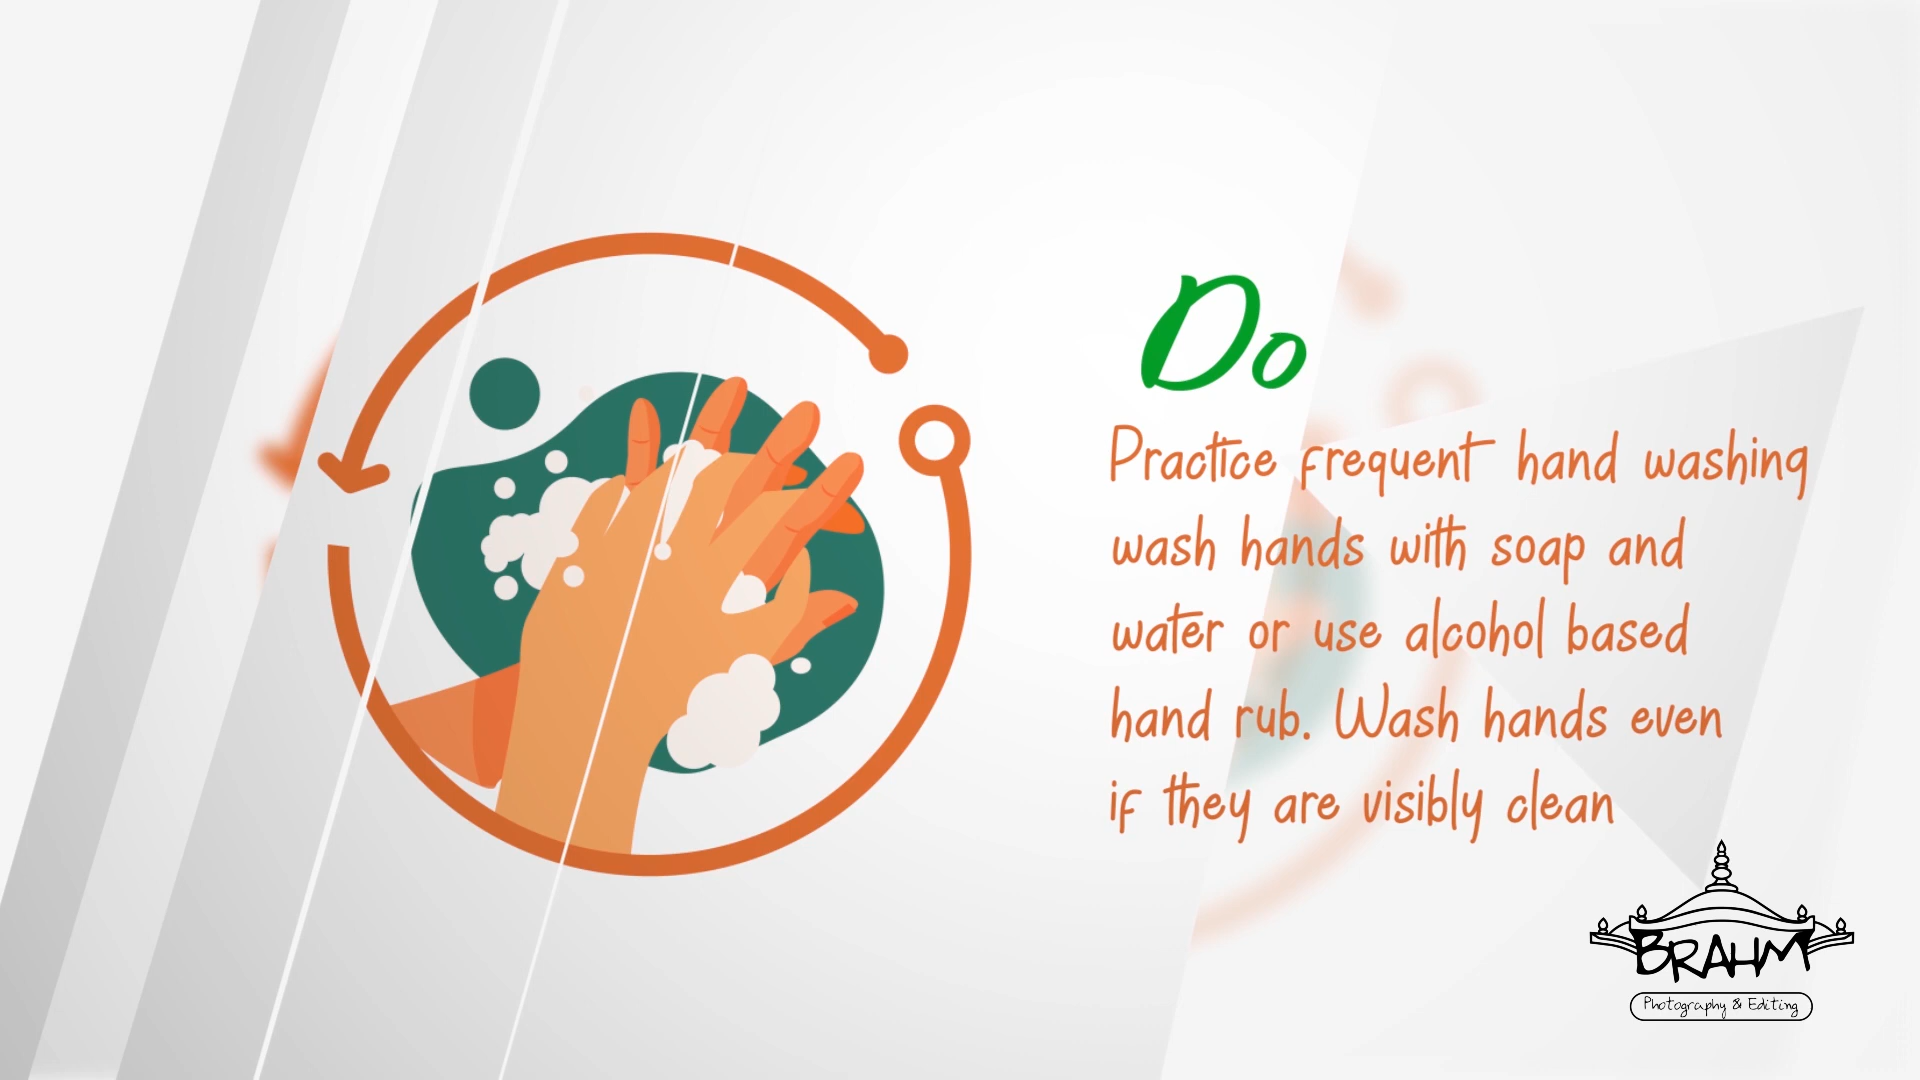 Do
Practice frequent hand washing
wash hands with soap and
water or use alcohol based
hand rub. Wash hands even
if they are visibly clean
BRAHM
Photography & Editing